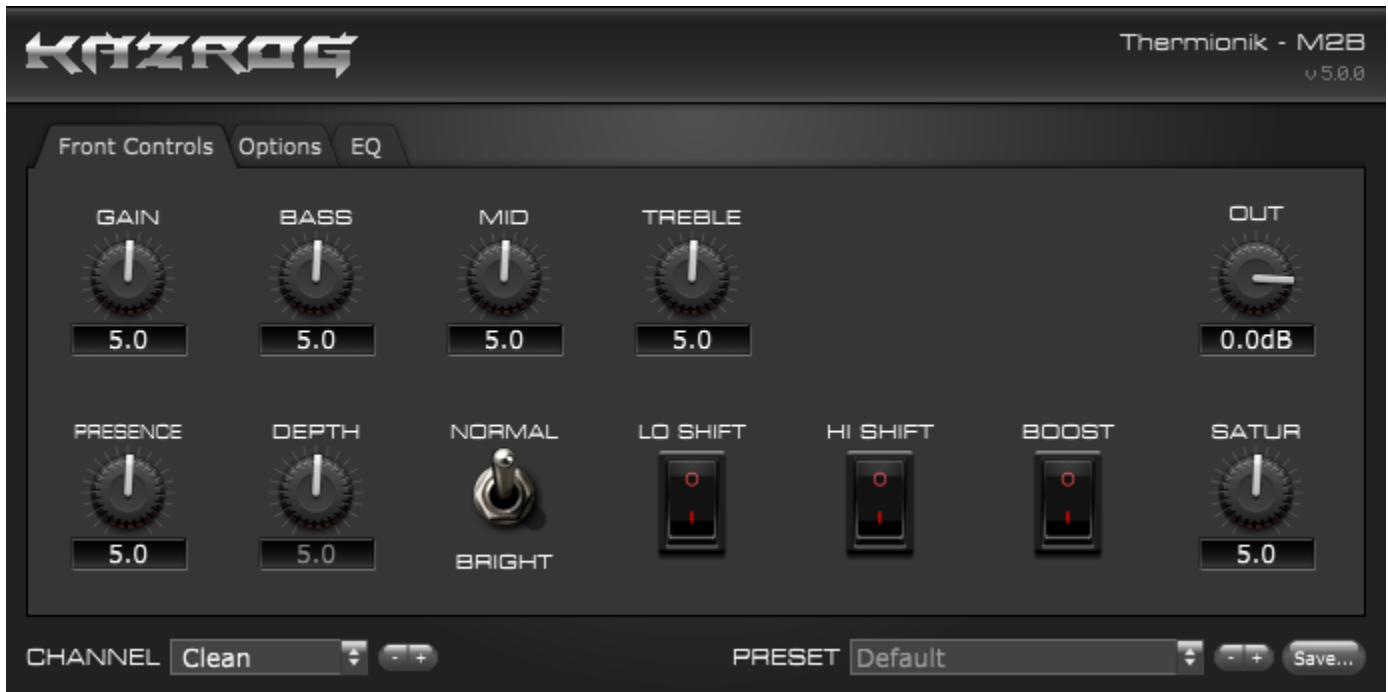 KAZROG
Thermionik - M2B
v 5.0.0
Front Controls Options EQ
GAIN BASS MID TREBLE OUT
5.0 5.0 5.0 5.0 0.0dB
PRESENCE DEPTH NORMAL LO SHIFT HI SHIFT BOOST SATUR
O O O
I I I
5.0 5.0 BRIGHT 5.0
CHANNEL Clean - + PRESET Default - + Save...